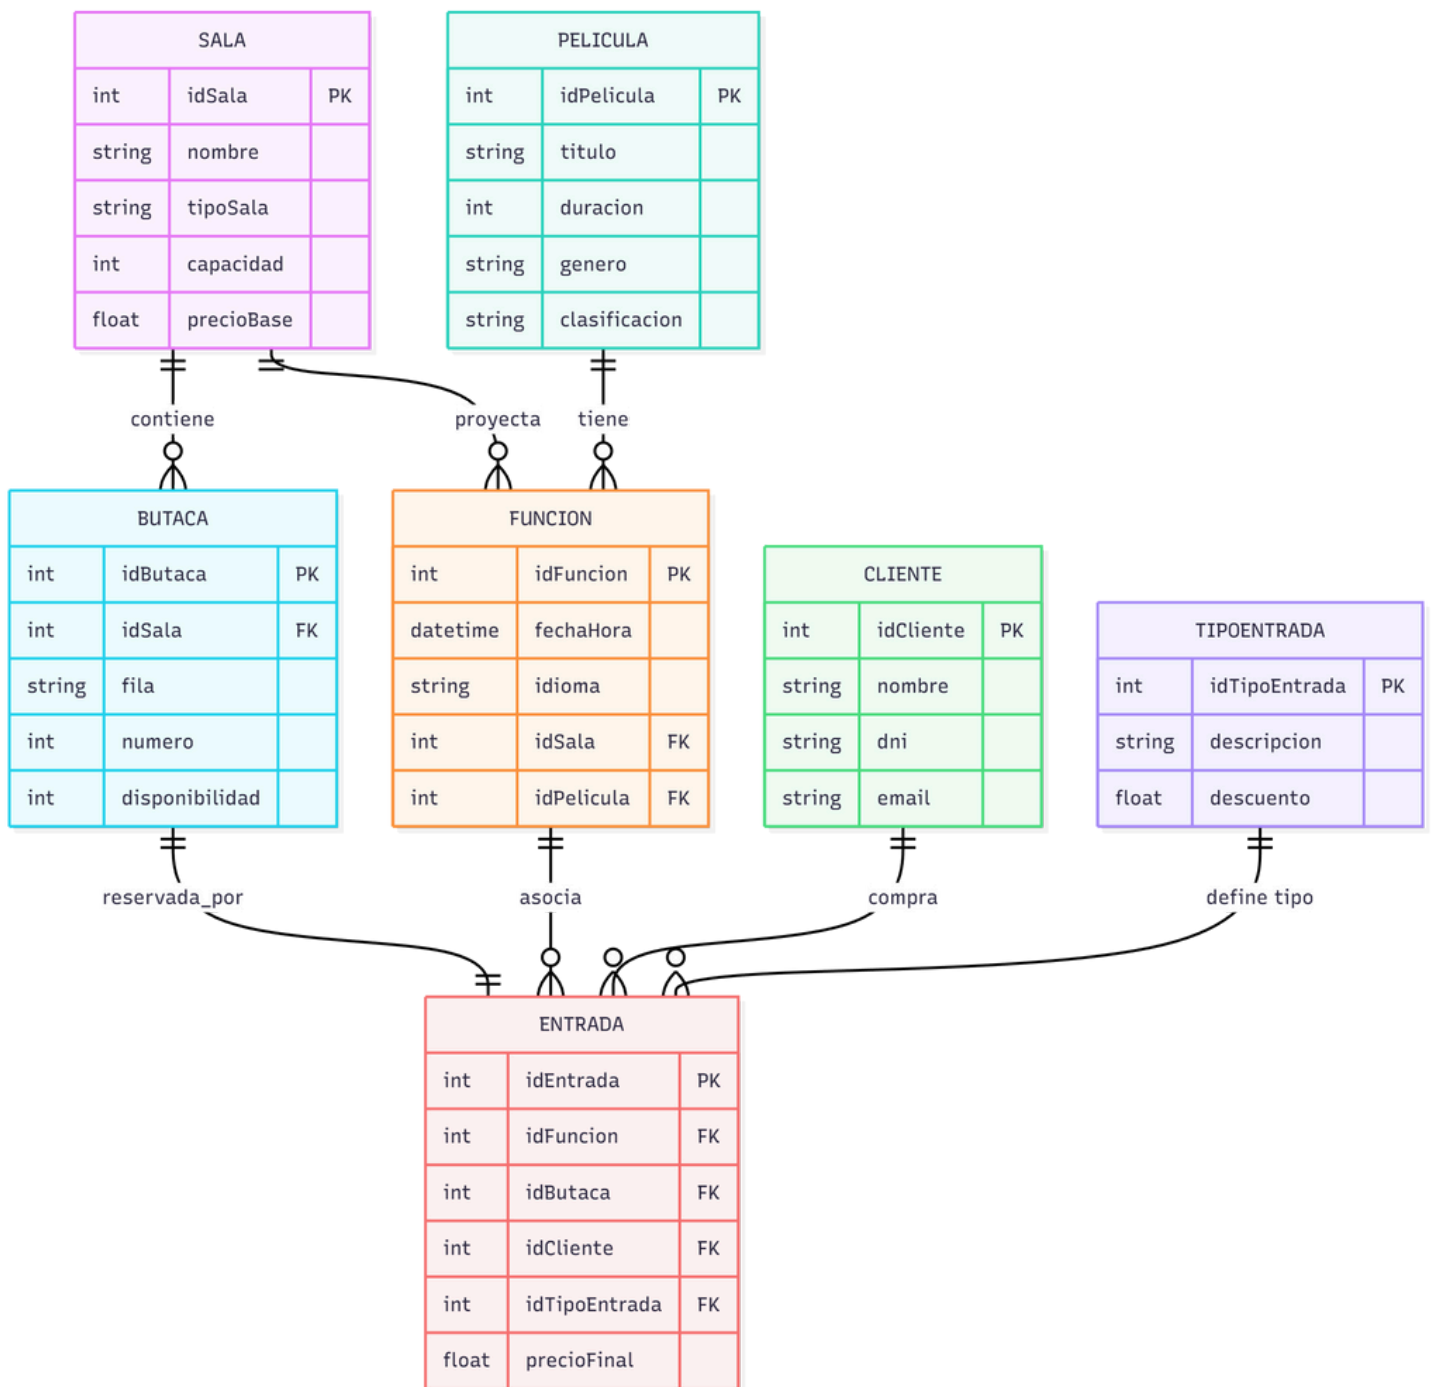 SALA
int idSala PK
string nombre
string tipoSala
int capacidad
float precioBase
PELICULA
int idPelicula PK
string titulo
int duracion
string genero
string clasificacion
contiene
proyecta
tiene
BUTACA
int idButaca PK
int idSala FK
string fila
int numero
int disponibilidad
FUNCION
int idFuncion PK
datetime fechaHora
string idioma
int idSala FK
int idPelicula FK
CLIENTE
int idCliente PK
string nombre
string dni
string email
TIPOENTRADA
int idTipoEntrada PK
string descripcion
float descuento
reservada_por
asocia
compra
define tipo
ENTRADA
int idEntrada PK
int idFuncion FK
int idButaca FK
int idCliente FK
int idTipoEntrada FK
float precioFinal